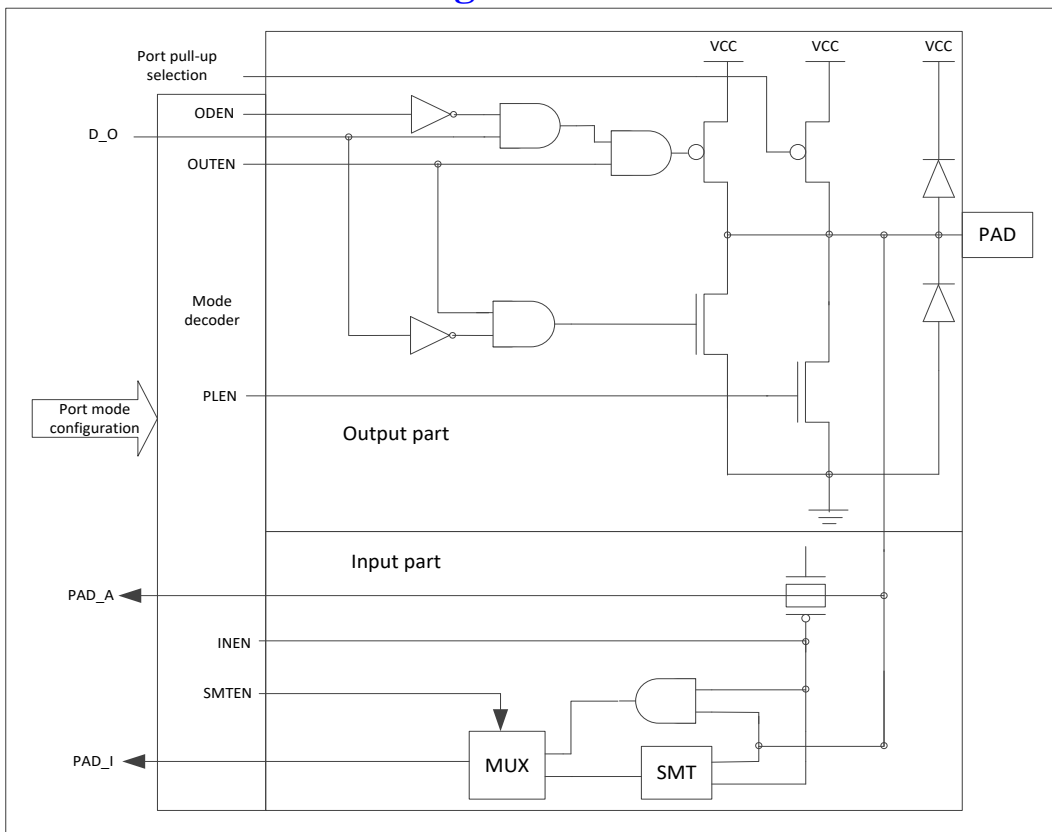 VCC
VCC
VCC
Port pull-up
selection
ODEN
D_O
OUTEN
PAD
Mode
decoder
PLEN
Port mode
configuration
Output part
Input part
PAD_A
INEN
SMTEN
PAD_I
MUX
SMT